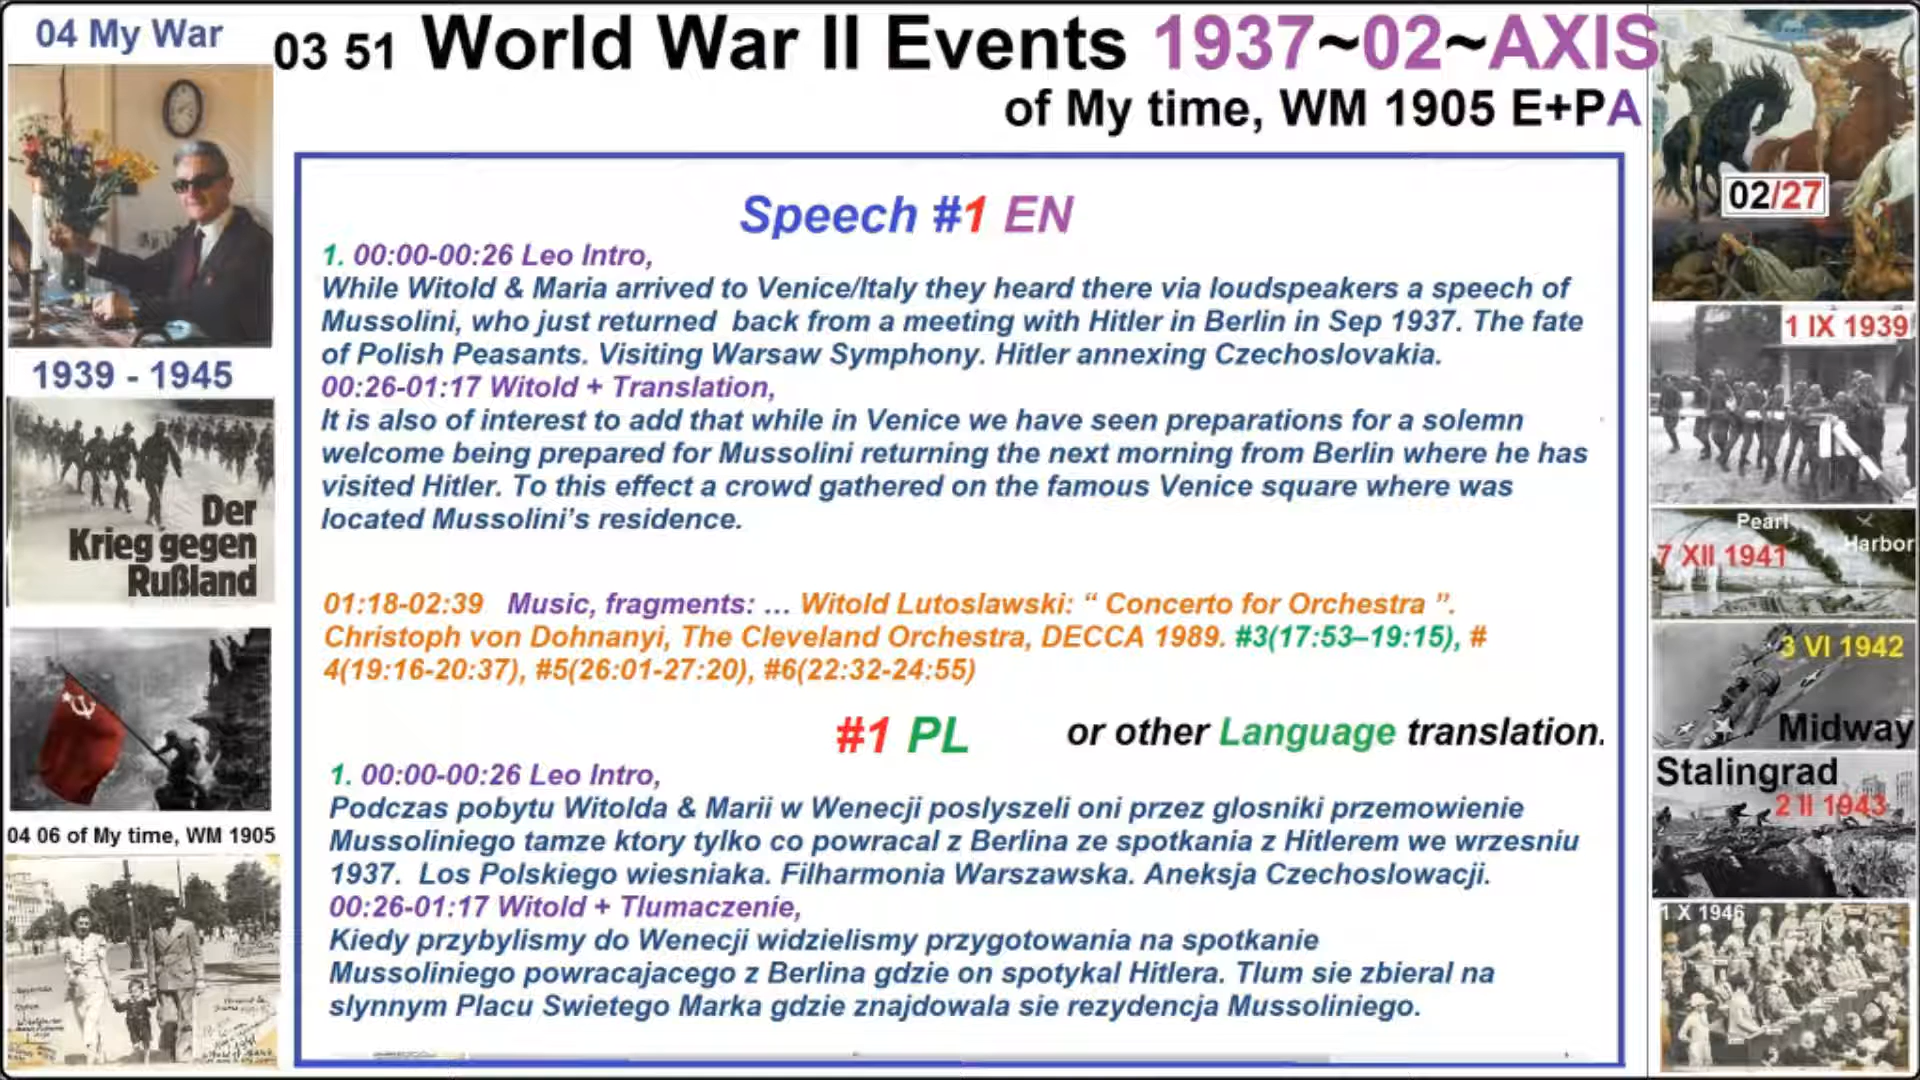 04 My War
03 51 World War II Events 1937~02~AXIS
of My time, WM 1905 E+PA
Speech #1 EN
1. 00:00-00:26 Leo Intro,
While Witold & Maria arrived to Venice/Italy they heard there via loudspeakers a speech of
Mussolini, who just returned back from a meeting with Hitler in Berlin in Sep 1937. The fate
of Polish Peasants. Visiting Warsaw Symphony. Hitler annexing Czechoslovakia.
00:26-01:17 Witold + Translation,
It is also of interest to add that while in Venice we have seen preparations for a solemn
welcome being prepared for Mussolini returning the next morning from Berlin where he has
visited Hitler. To this effect a crowd gathered on the famous Venice square where was
located Mussolini's residence.
01:18-02:39 Music, fragments: ... Witold Lutoslawski: “ Concerto for Orchestra ”.
Christoph von Dohnanyi, The Cleveland Orchestra, DECCA 1989. #3(17:53–19:15), #
4(19:16-20:37), #5(26:01-27:20), #6(22:32-24:55)
#1 PL or other Language translation.
1. 00:00-00:26 Leo Intro,
Podczas pobytu Witolda & Marii w Wenecji poslyszeli oni przez glosniki przemowienie
Mussoliniego tamze ktory tylko co powracal z Berlina ze spotkania z Hitlerem we wrzesniu
1937. Los Polskiego wiesniaka. Filharmonia Warszawska. Aneksja Czechoslowacji.
00:26-01:17 Witold + Tlumaczenie,
Kiedy przybylismy do Wenecji widzielismy przygotowania na spotkanie
Mussoliniego powracajacego z Berlina gdzie on spotykal Hitlera. Tlum sie zbieral na
slynnym Placu Swietego Marka gdzie znajdowala sie rezydencja Mussoliniego.
1939 - 1945
Der
Krieg gegen
Rußland
04 06 of My time, WM 1905
02/27
1 IX 1939
Pearl
Harbor
7 XII 1941
3 VI 1942
Midway
Stalingrad
2 II 1943
1 X 1946